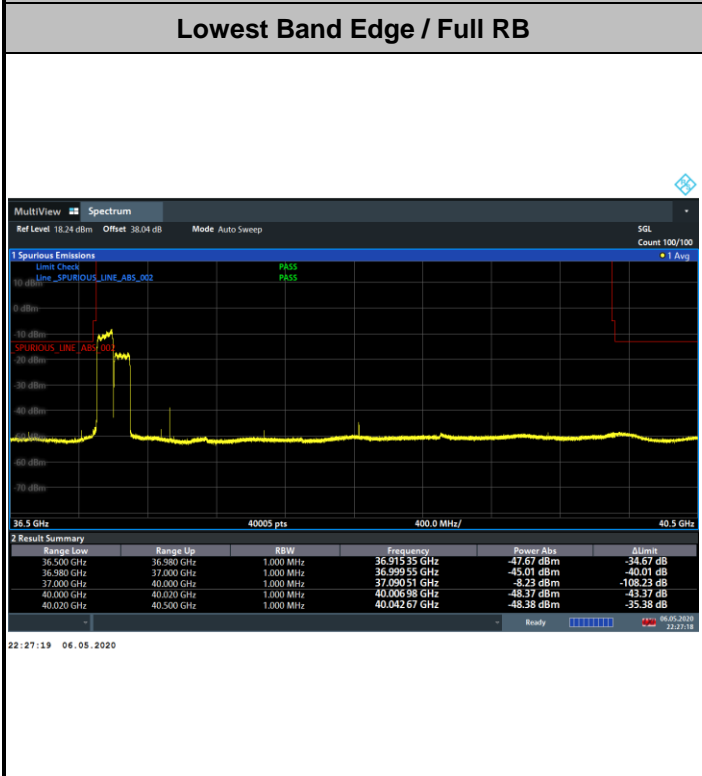 Lowest Band Edge / Full RB
MultiView Spectrum
Ref Level 18.24 dBm Offset 38.04 dB Mode Auto Sweep SGL
Count 100/100
1 Spurious Emissions 1 Avg
Limit Check PASS
Line _SPURIOUS_LINE_ABS_002 PASS
10 dBm
0 dBm
-10 dBm
_SPURIOUS_LINE_ABS_002
-20 dBm
-30 dBm
-40 dBm
-50 dBm
-60 dBm
-70 dBm
36.5 GHz 40005 pts 400.0 MHz/ 40.5 GHz
2 Result Summary
Range Low Range Up RBW Frequency Power Abs ΔLimit
36.500 GHz 36.980 GHz 1.000 MHz 36.915 35 GHz -47.67 dBm -34.67 dB
36.980 GHz 37.000 GHz 1.000 MHz 36.999 55 GHz -45.01 dBm -40.01 dB
37.000 GHz 40.000 GHz 1.000 MHz 37.090 51 GHz -8.23 dBm -108.23 dB
40.000 GHz 40.020 GHz 1.000 MHz 40.006 98 GHz -48.37 dBm -43.37 dB
40.020 GHz 40.500 GHz 1.000 MHz 40.042 67 GHz -48.38 dBm -35.38 dB
Ready 06.05.2020
22:27:18
22:27:19 06.05.2020